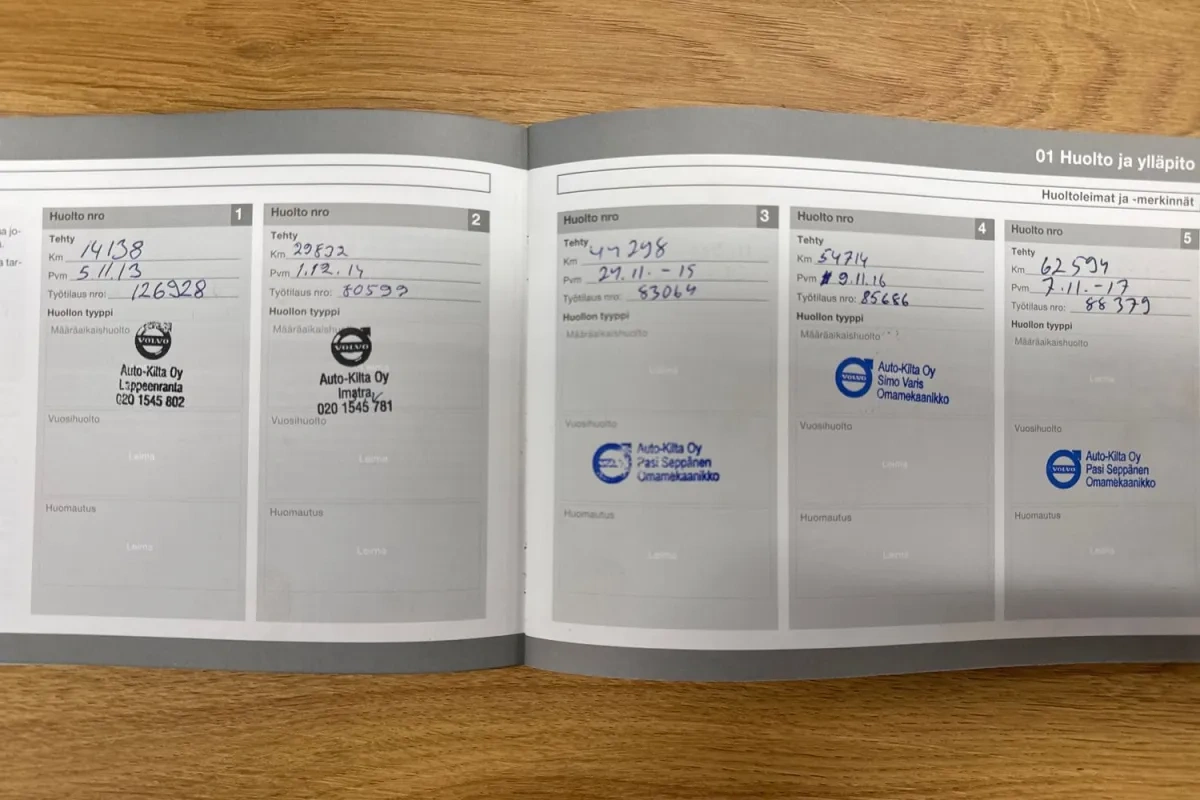 01 Huolto ja ylläpito
Huoltoleimat ja -merkinnät
Huolto nro 1
Tehty
Km 14138
Pvm 5.11.13
Työtilaus nro: 126928
Huollon tyyppi
Määräaikaishuolto
VOLVO
Auto-Kilta Oy
Lappeenranta
020 1545 802
Vuosihuolto
Leima
Huomautus
Leima
Huolto nro 2
Tehty
Km 29832
Pvm 1.12.14
Työtilaus nro: 80599
Huollon tyyppi
Määräaikaishuolto
VOLVO
Auto-Kilta Oy
Imatra
020 1545 781
Vuosihuolto
Leima
Huomautus
Leima
Huolto nro 3
Tehty
Km 44298
Pvm .11.-15
Työtilaus nro: 83064
Huollon tyyppi
Määräaikaishuolto
Leima
Vuosihuolto
Auto-Kilta Oy
Pasi Seppänen
Omamekaanikko
Huomautus
Leima
Huolto nro 4
Tehty
Km 54714
Pvm 9.11.16
Työtilaus nro: 85686
Huollon tyyppi
Määräaikaishuolto
VOLVO
Auto-Kilta Oy
Simo Varis
Omamekaanikko
Vuosihuolto
Leima
Huomautus
Leima
Huolto nro 5
Tehty
Km 62594
Pvm 7.11.-17
Työtilaus nro: 88379
Huollon tyyppi
Määräaikaishuolto
Leima
Vuosihuolto
VOLVO
Auto-Kilta Oy
Pasi Seppänen
Omamekaanikko
Huomautus
Leima